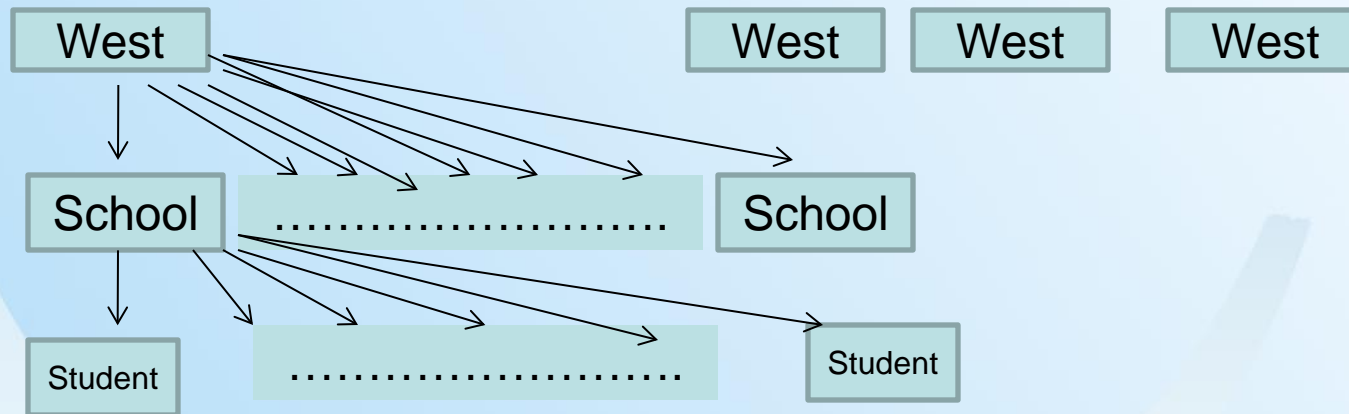 West West West West
School ………………………. School
Student ………………………. Student